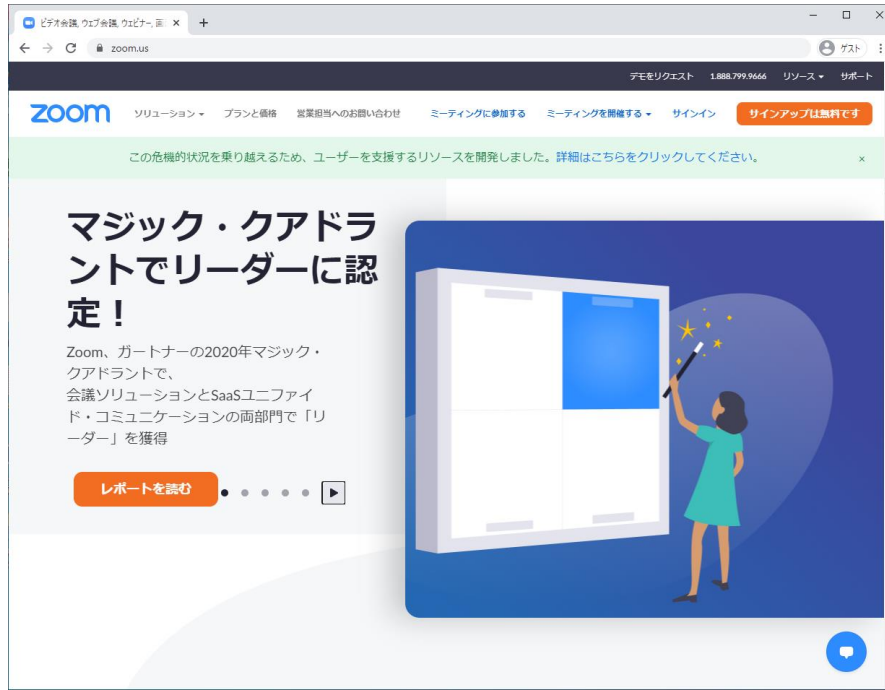 ビデオ会議, ウェブ会議, ウェビナー, 画
zoom.us
ゲスト
デモをリクエスト 1.888.799.9666 リソース サポート
zoom ソリューション プランと価格 営業担当へのお問い合わせ ミーティングに参加する ミーティングを開催する サインイン サインアップは無料です
この危機的状況を乗り越えるため、ユーザーを支援するリソースを開発しました。詳細はこちらをクリックしてください。
マジック・クアドラ
ントでリーダーに認
定！
Zoom、ガートナーの2020年マジック・
クアドラントで、
会議ソリューションとSaaSユニファイ
ド・コミュニケーションの両部門で「リ
ーダー」を獲得
レポートを読む